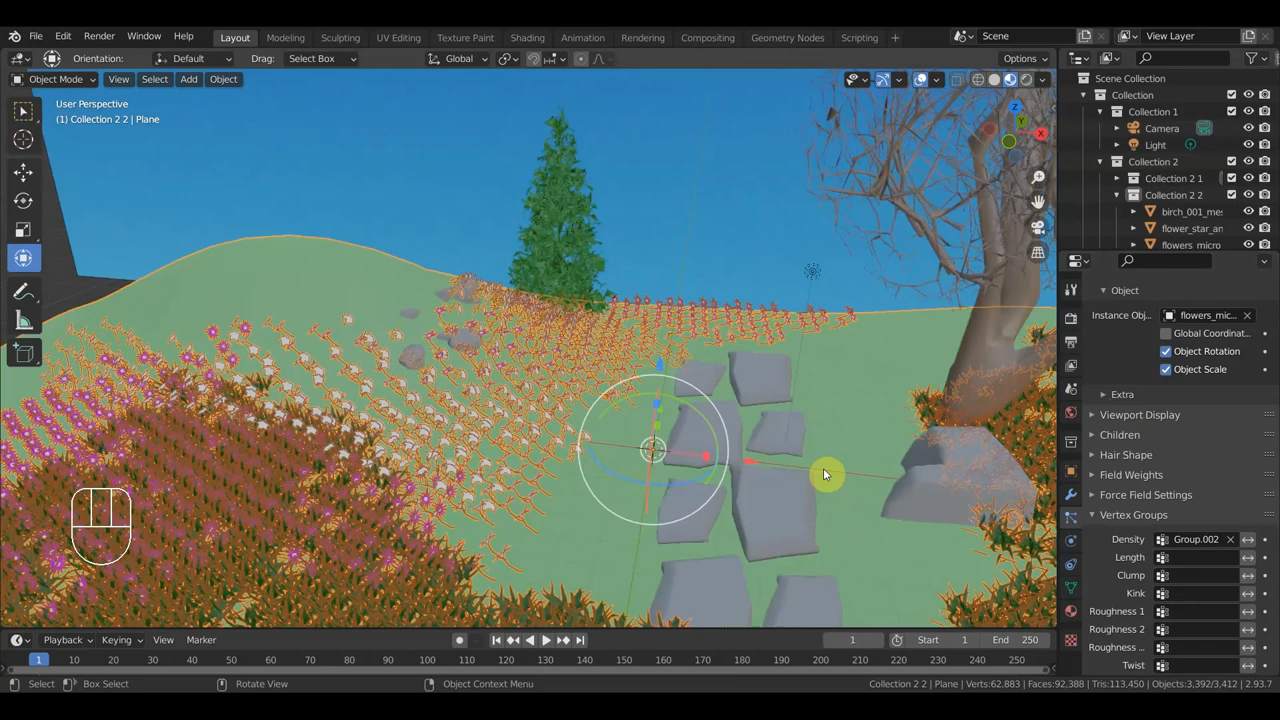 File Edit Render Window Help Layout Modeling Sculpting UV Editing Texture Paint Shading Animation Rendering Compositing Geometry Nodes Scripting + Scene View Layer
Orientation: Default Drag: Select Box Global Options
Object Mode View Select Add Object
User Perspective
(1) Collection 2 2 | Plane
Z
Y
X
Scene Collection
Collection
Collection 1
Camera
Light
Collection 2
Collection 2 1
Collection 2 2
birch_001_mes
flower_star_an
flowers_micro
Object
Instance Obj... flowers_mic...
Global Coordinat...
Object Rotation
Object Scale
Extra
Viewport Display
Children
Hair Shape
Field Weights
Force Field Settings
Vertex Groups
Density Group.002
Length
Clump
Kink
Roughness 1
Roughness 2
Roughness ...
Twist
Playback Keying View Marker 1 Start 1 End 250
1 10 20 30 40 50 60 70 80 90 100 110 120 130 140 150 160 170 180 190 200 210 220 230 240 250
Select Box Select Rotate View Object Context Menu Collection 2 2 | Plane | Verts:62,883 | Faces:92,388 | Tris:113,450 | Objects:3,392/3,412 | 2.93.7